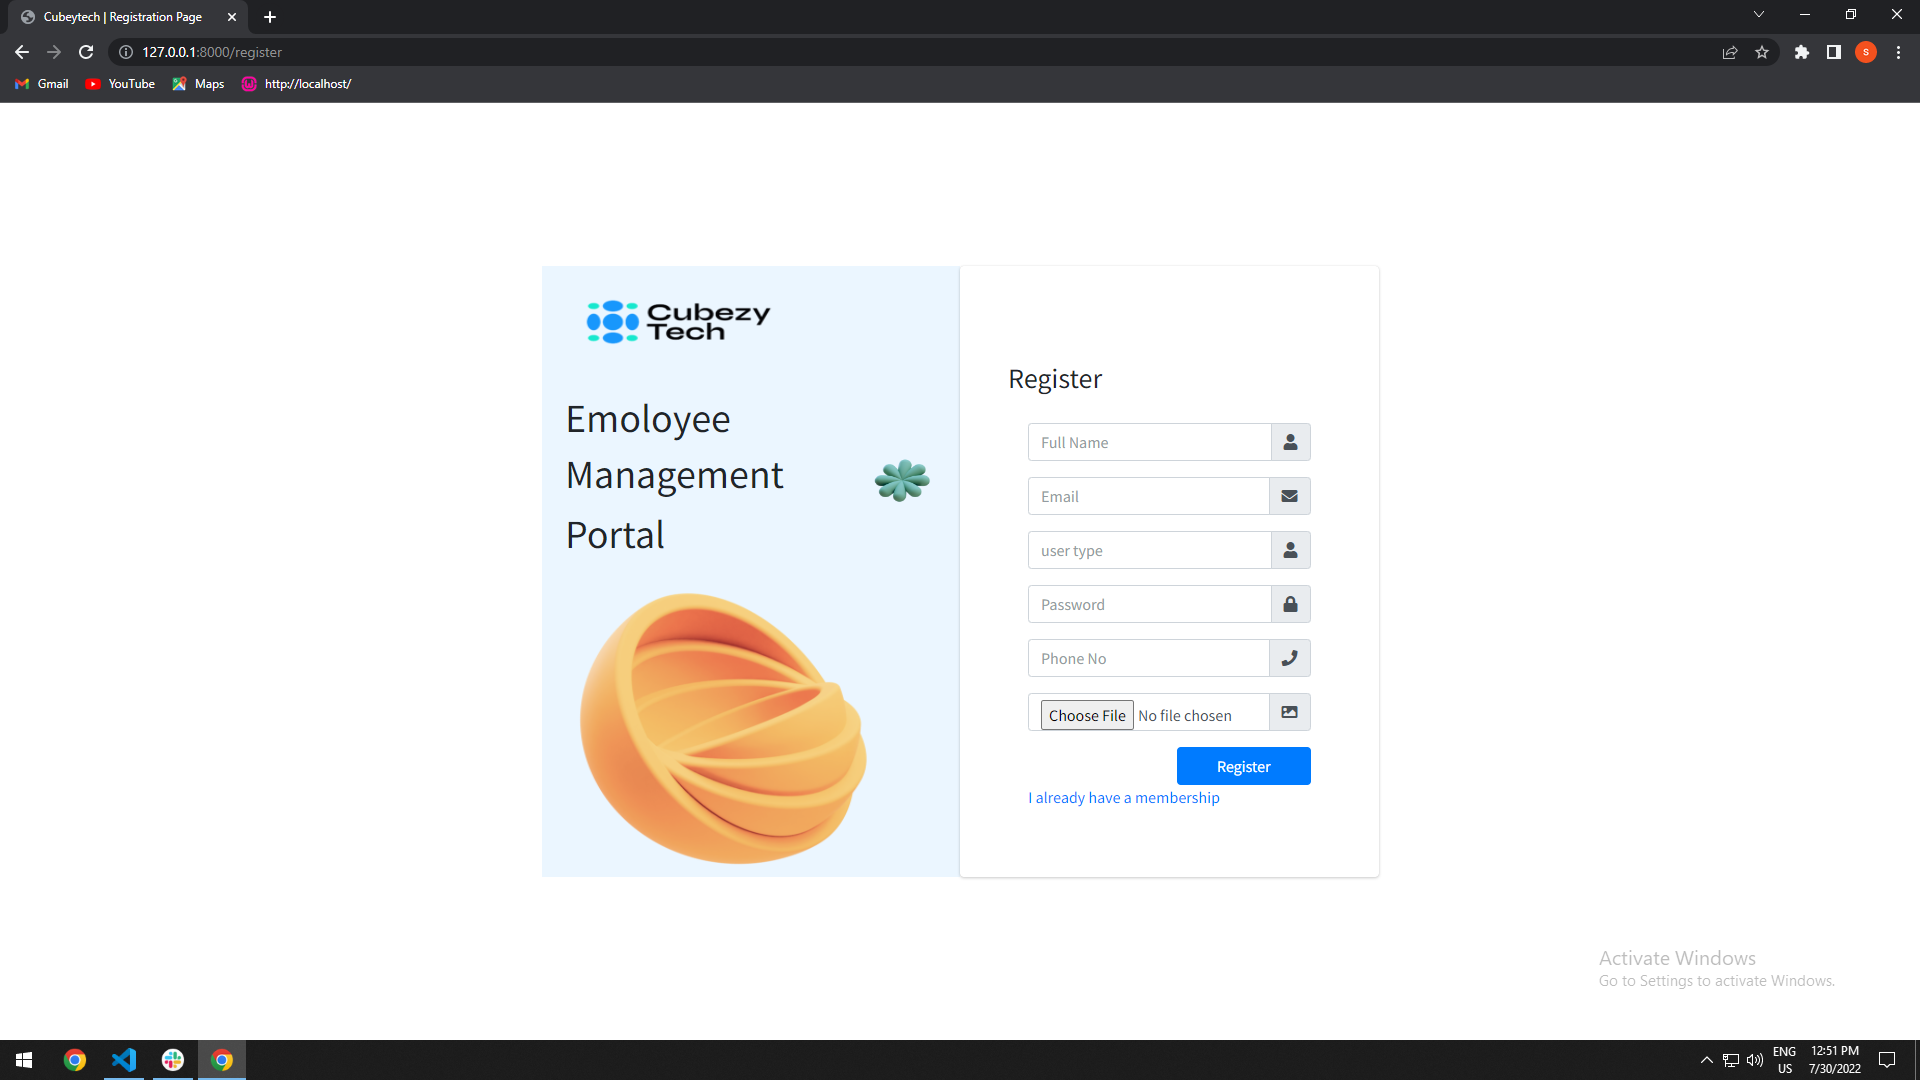 Cubeytech | Registration Page
127.0.0.1:8000/register
S
Gmail
YouTube
Maps
http://localhost/
Cubezy
Tech
Emoloyee
Management
Portal
Register
Full Name
Email
user type
Password
Phone No
Choose File No file chosen
Register
I already have a membership
Activate Windows
Go to Settings to activate Windows.
ENG
US
12:51 PM
7/30/2022